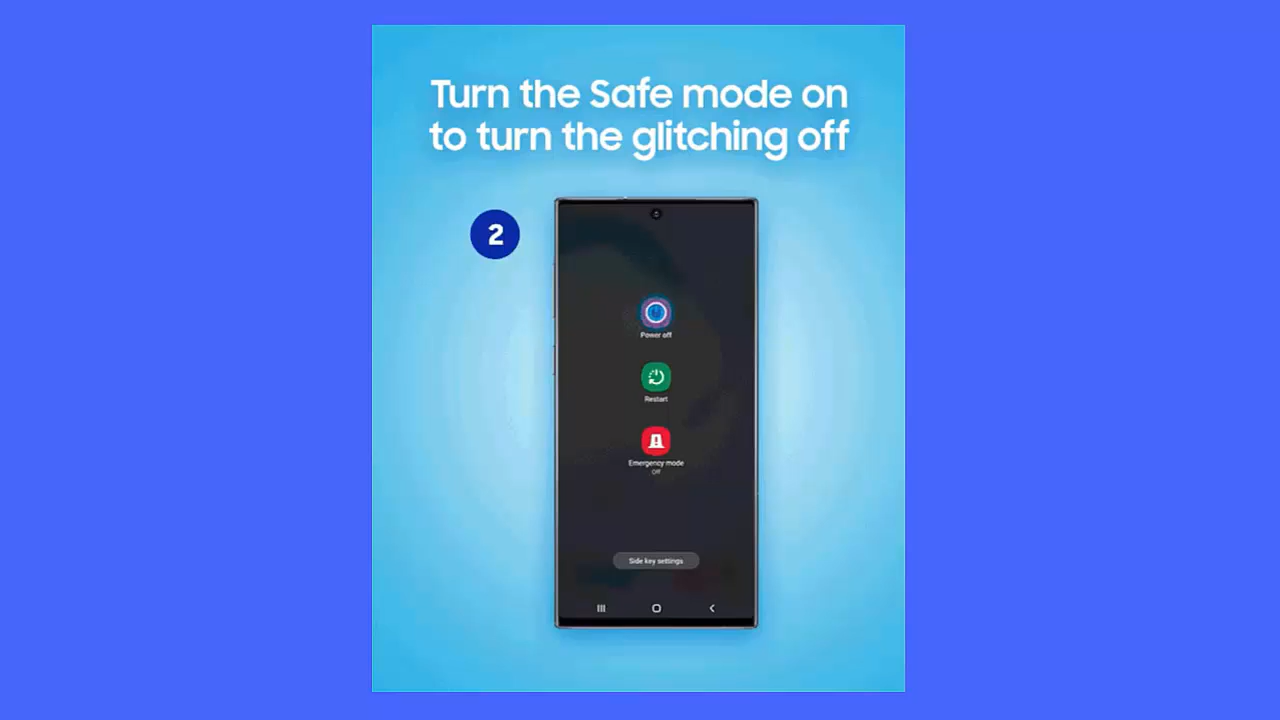 Turn the Safe mode on
to turn the glitching off
2
Power off
Restart
Emergency mode
Off
Side key settings